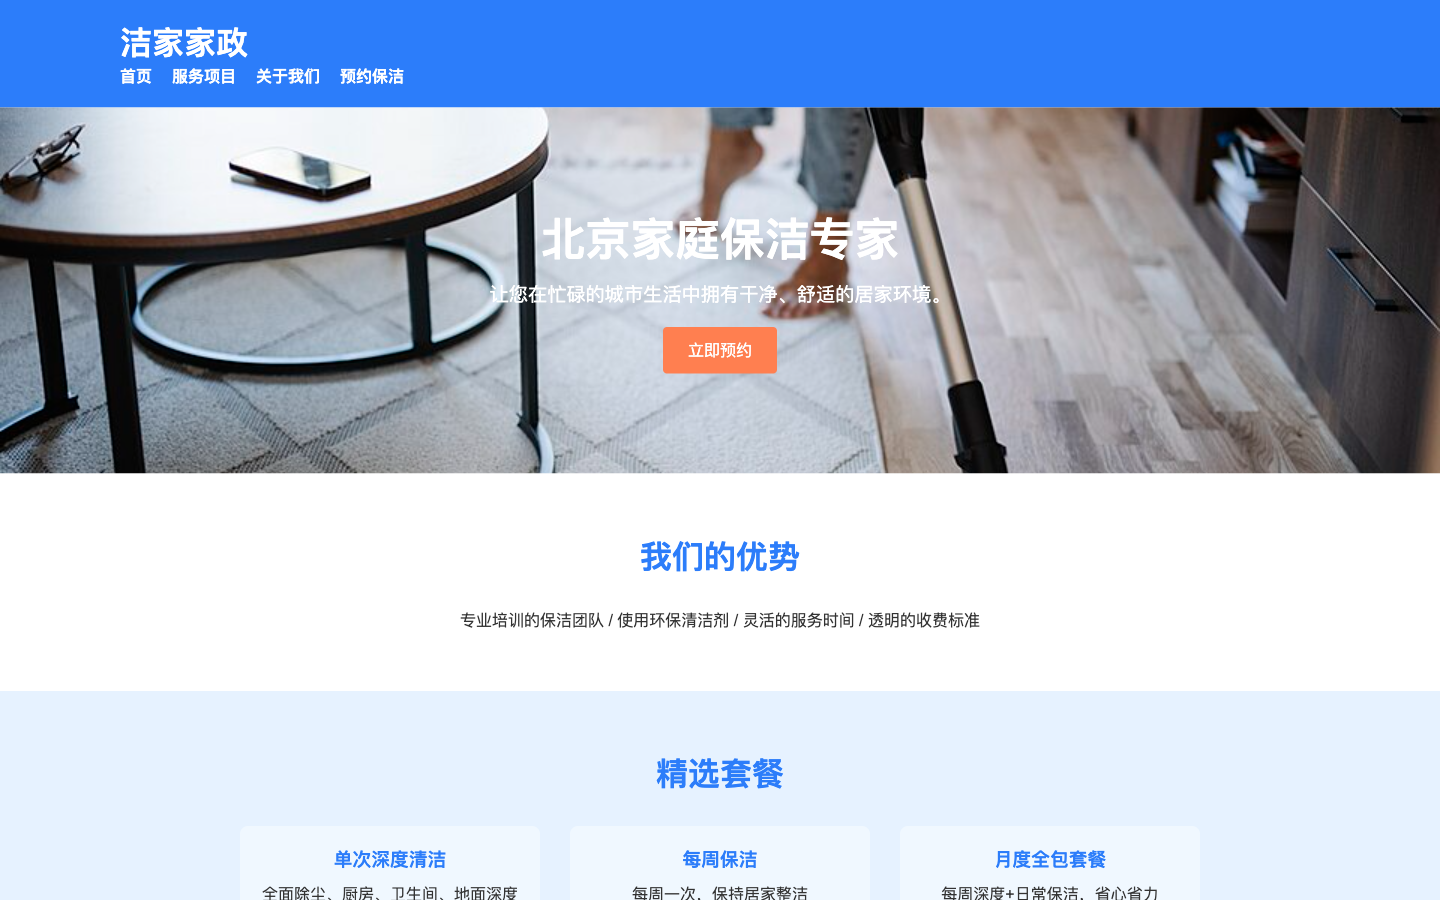 洁家家政
首页 服务项目 关于我们 预约保洁
北京家庭保洁专家
让您在忙碌的城市生活中拥有干净、舒适的居家环境。
立即预约
我们的优势
专业培训的保洁团队 / 使用环保清洁剂 / 灵活的服务时间 / 透明的收费标准
精选套餐
单次深度清洁
全面除尘、厨房、卫生间、地面深度
每周保洁
每周一次，保持居家整洁
月度全包套餐
每周深度+日常保洁，省心省力